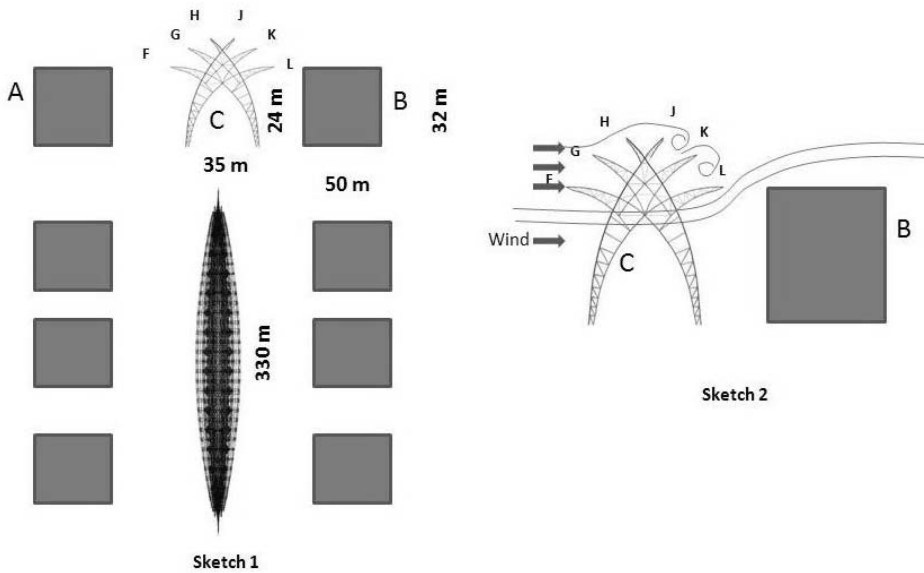 H J
G K
F L
A
C
24 m
B
32 m
35 m
50 m
330 m
Sketch 1
J
H K
G
L
F
Wind
C
B
Sketch 2